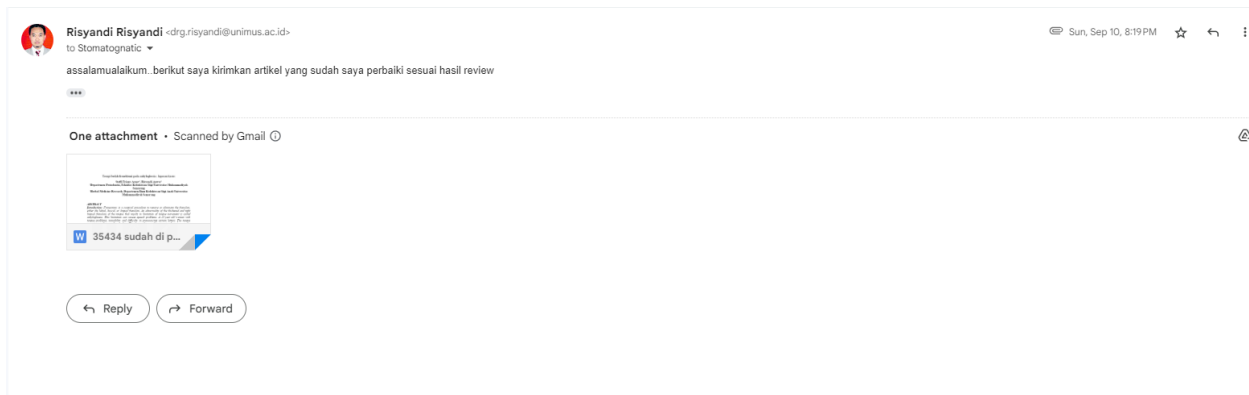 Risyandi Risyandi <drg.risyandi@unimus.ac.id>
Sun, Sep 10, 8:19 PM
to Stomatognatic
assalamualaikum..berikut saya kirimkan artikel yang sudah saya perbaiki sesuai hasil review
One attachment • Scanned by Gmail
ABSTRACT
W 35434 sudah di p...
Reply
Forward